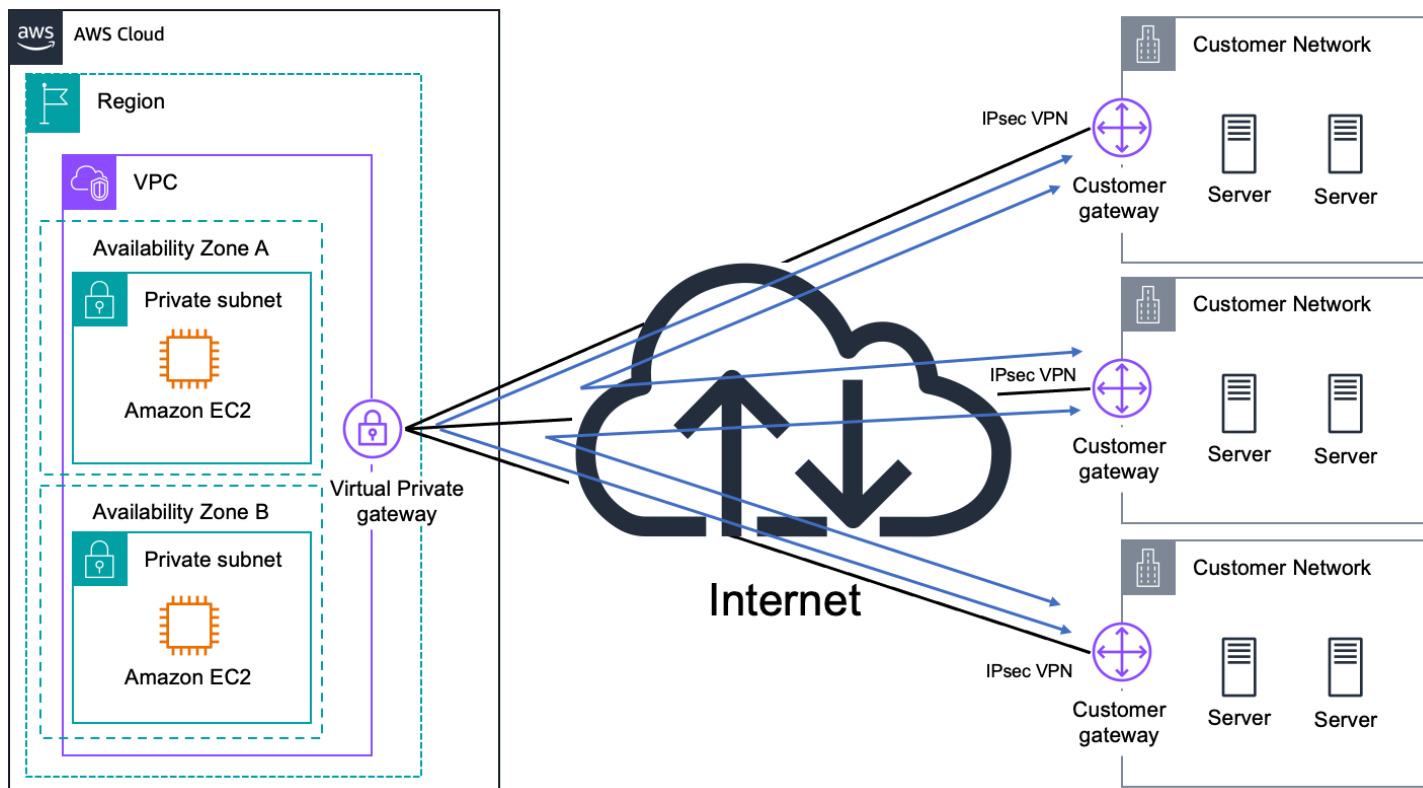 aws
AWS Cloud
Region
VPC
Availability Zone A
Private subnet
Amazon EC2
Availability Zone B
Private subnet
Amazon EC2
Virtual Private
gateway
Internet
IPsec VPN
Customer
gateway
Customer Network
Server
Server
IPsec VPN
Customer
gateway
Customer Network
Server
Server
IPsec VPN
Customer
gateway
Customer Network
Server
Server